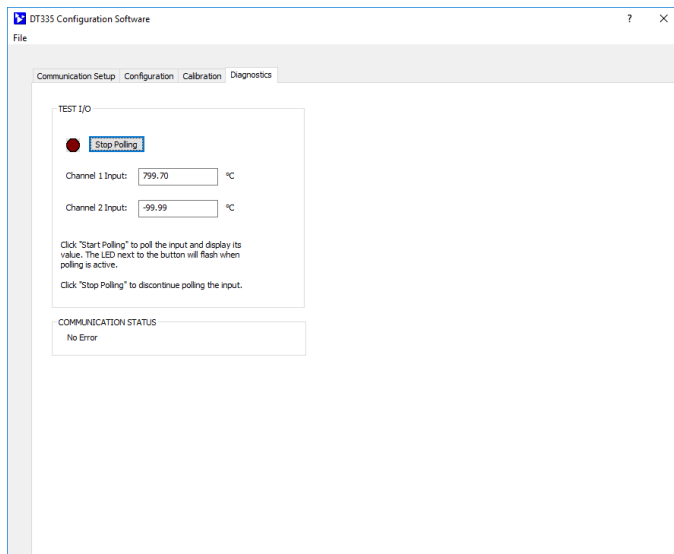 DT335 Configuration Software
?
File
Communication Setup Configuration Calibration Diagnostics
TEST I/O
Stop Polling
Channel 1 Input: 799.70 °C
Channel 2 Input: -99.99 °C
Click "Start Polling" to poll the input and display its
value. The LED next to the button will flash when
polling is active.
Click "Stop Polling" to discontinue polling the input.
COMMUNICATION STATUS
No Error